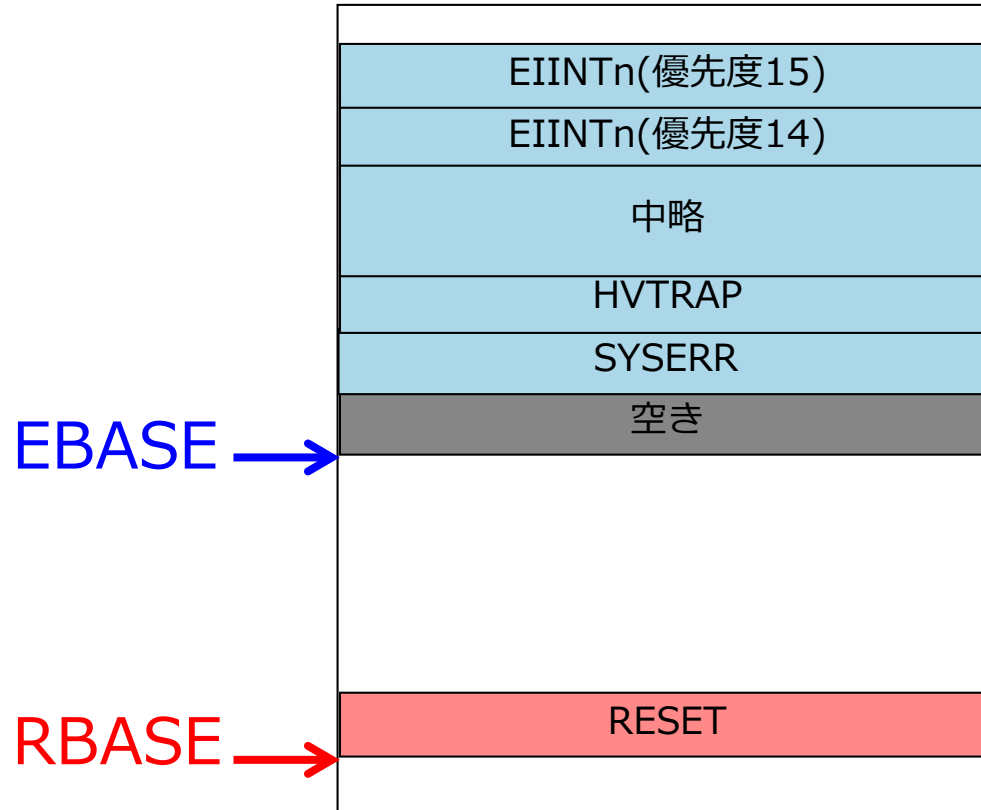 EIINTn(優先度15)
EIINTn(優先度14)
中略
HVTRAP
SYSERR
空き
EBASE
RESET
RBASE